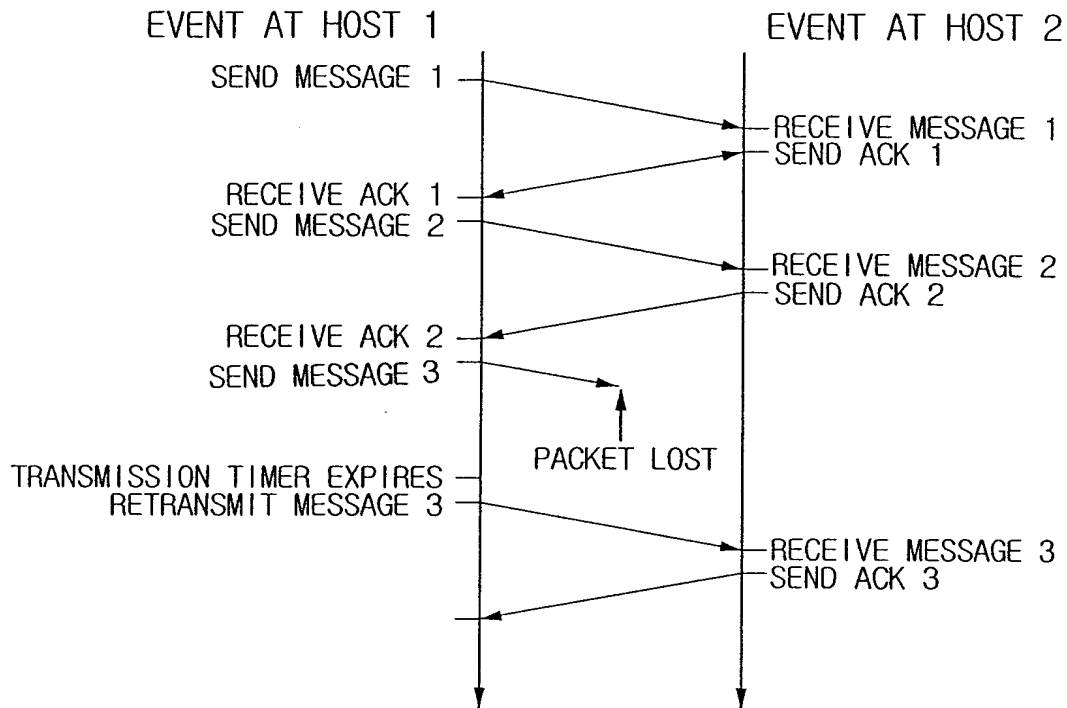 EVENT AT HOST 1
EVENT AT HOST 2
SEND MESSAGE 1
RECEIVE MESSAGE 1
SEND ACK 1
RECEIVE ACK 1
SEND MESSAGE 2
RECEIVE MESSAGE 2
SEND ACK 2
RECEIVE ACK 2
SEND MESSAGE 3
PACKET LOST
TRANSMISSION TIMER EXPIRES
RETRANSMIT MESSAGE 3
RECEIVE MESSAGE 3
SEND ACK 3